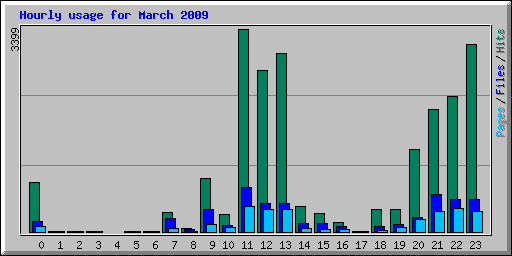 Hourly usage for March 2009
3399
Pages / Files / Hits
0 1 2 3 4 5 6 7 8 9 10 11 12 13 14 15 16 17 18 19 20 21 22 23